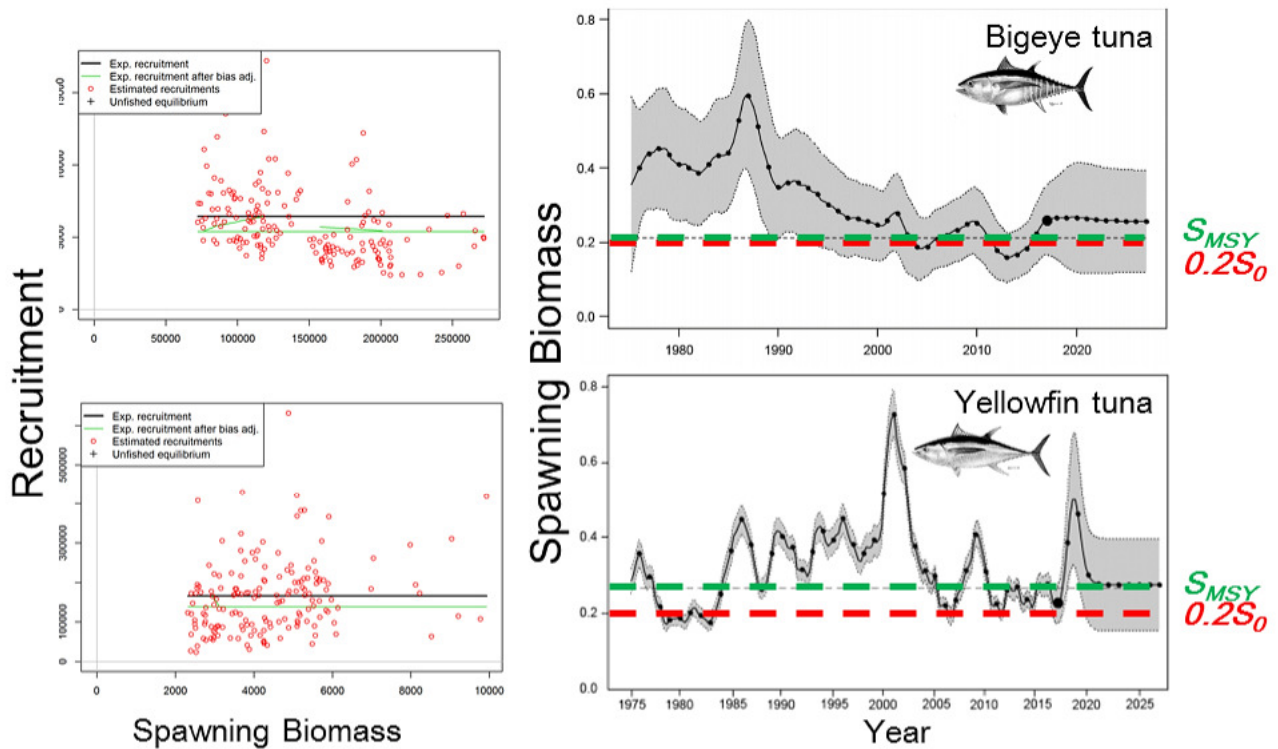 Recruitment
Exp. recruitment
Exp. recruitment after bias adj.
Estimated recruitments
Unfished equilibrium
0
50000
100000
150000
200000
250000
Exp. recruitment
Exp. recruitment after bias adj.
Estimated recruitments
Unfished equilibrium
500000
300000
100000
0
0
2000
4000
6000
8000
10000
Spawning Biomass
Spawning Biomass
Bigeye tuna
0.8
0.6
0.4
0.2
0.0
1980
1990
2000
2010
2020
SMSY
0.2S0
Yellowfin tuna
0.8
0.6
0.4
0.2
0.0
1975
1980
1985
1990
1995
2000
2005
2010
2015
2020
2025
SMSY
0.2S0
Year